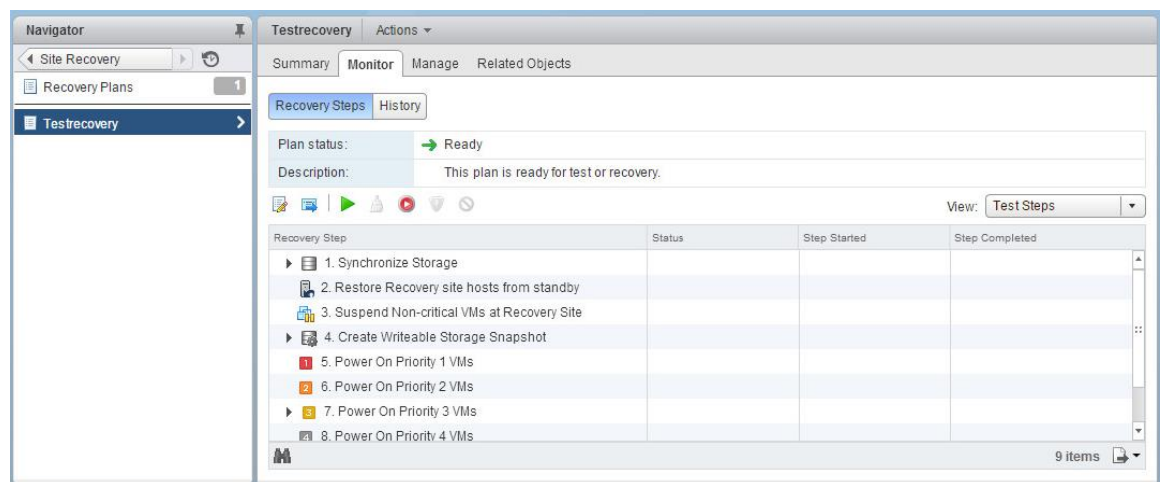 Navigator
Testrecovery Actions
Site Recovery
Summary Monitor Manage Related Objects
Recovery Plans 1
Recovery Steps History
Testrecovery
Plan status: Ready
Description: This plan is ready for test or recovery.
View: Test Steps
Recovery Step Status Step Started Step Completed
1. Synchronize Storage
2. Restore Recovery site hosts from standby
3. Suspend Non-critical VMs at Recovery Site
4. Create Writeable Storage Snapshot
1 5. Power On Priority 1 VMs
2 6. Power On Priority 2 VMs
3 7. Power On Priority 3 VMs
4 8. Power On Priority 4 VMs
9 items